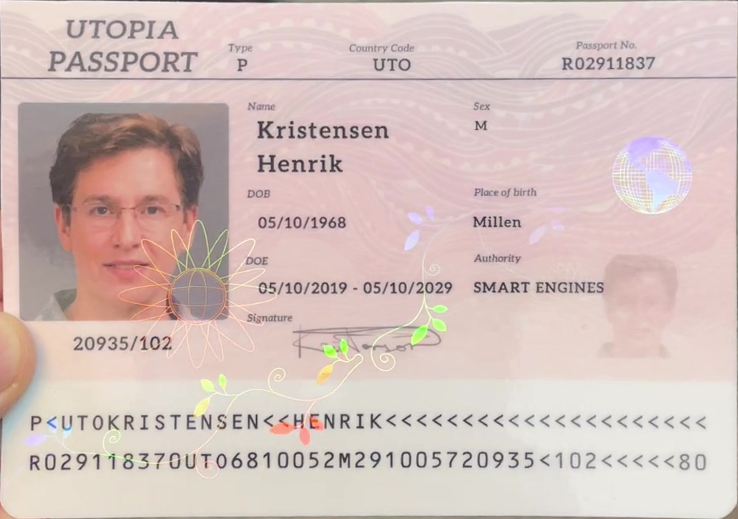 UTOPIA
PASSPORT
Type
P
Country Code
UTO
Passport No.
R02911837
Name
Kristensen
Henrik
Sex
M
DOB
05/10/1968
Place of birth
Millen
DOE
05/10/2019 - 05/10/2029
Authority
SMART ENGINES
Signature
Kristensen
20935/102
P<UTOKRISTENSEN<<HENRIK<<<<<<<<<<<<<<<<<<<<<
R029118370UTO6810052M291005720935<102<<<<<80